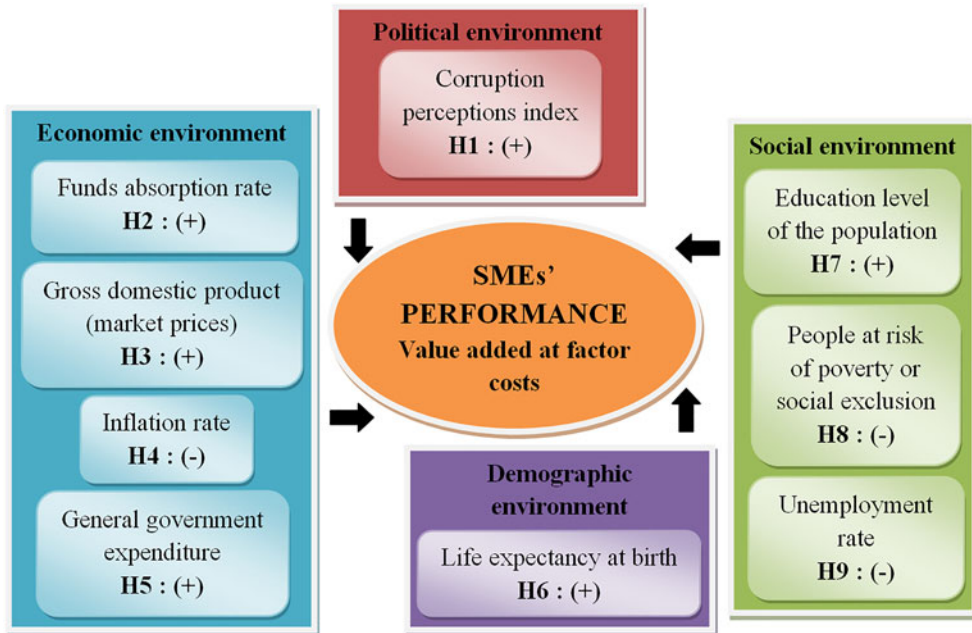 Political environment
Corruption
perceptions index
H1 : (+)
Economic environment
Funds absorption rate
H2 : (+)
Gross domestic product
(market prices)
H3 : (+)
Inflation rate
H4 : (-)
General government
expenditure
H5 : (+)
SMEs’
PERFORMANCE
Value added at factor
costs
Demographic
environment
Life expectancy at birth
H6 : (+)
Social environment
Education level
of the population
H7 : (+)
People at risk
of poverty or
social exclusion
H8 : (-)
Unemployment
rate
H9 : (-)